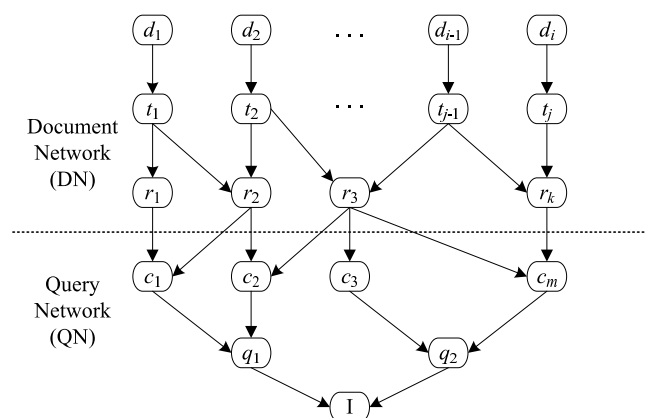 d1 d2 . . . di-1 di
t1 t2 . . . tj-1 tj
Document
Network
(DN)
r1 r2 r3 rk
c1 c2 c3 cm
Query
Network
(QN)
q1 q2
I